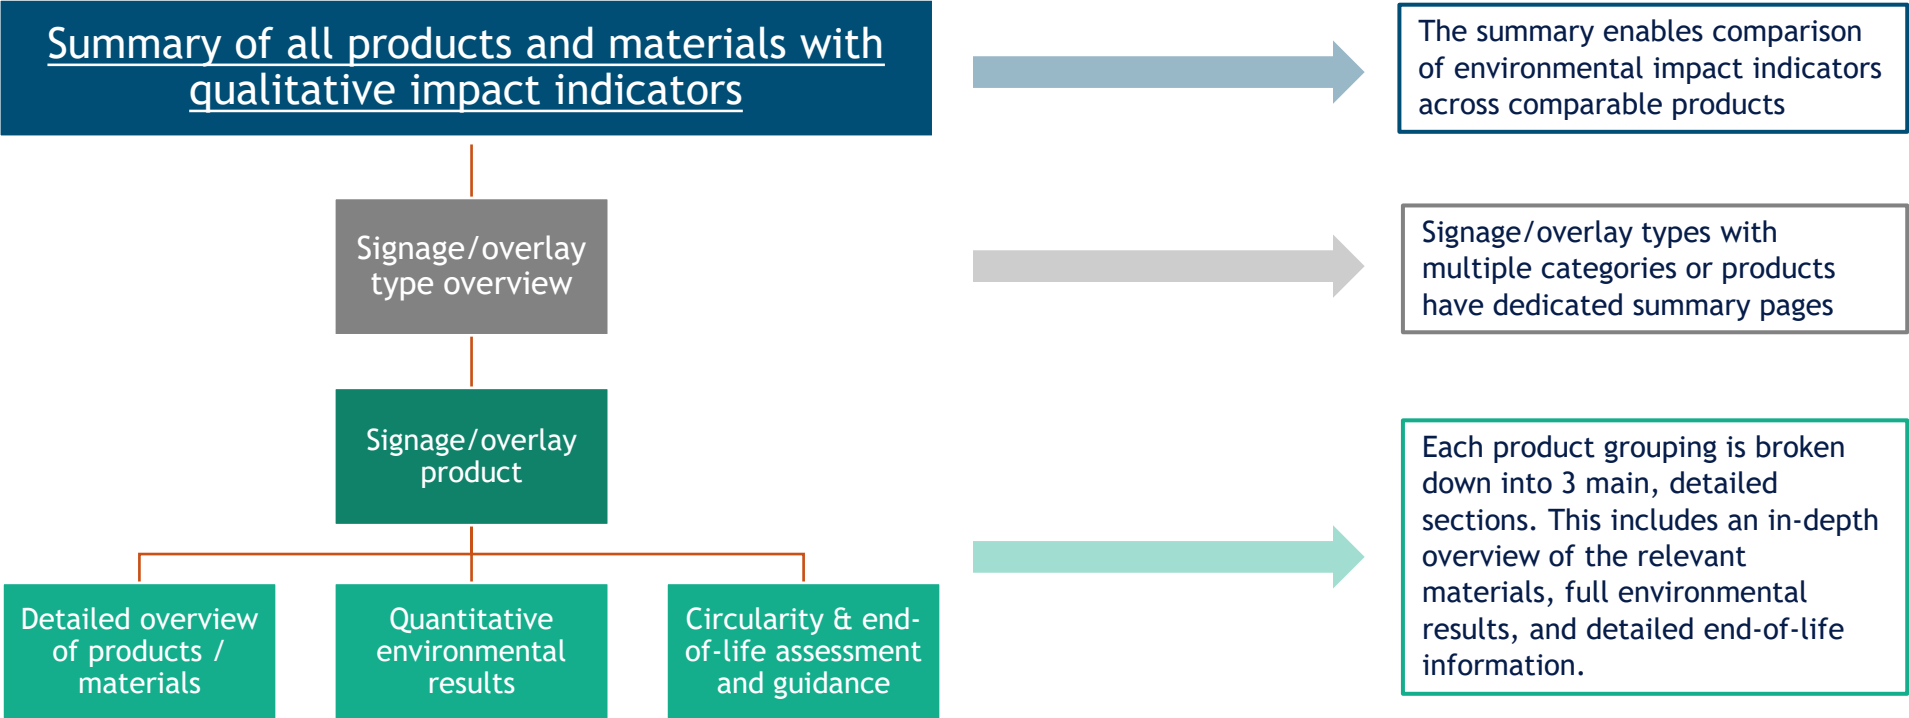 Summary of all products and materials with
qualitative impact indicators
The summary enables comparison
of environmental impact indicators
across comparable products
Signage/overlay
type overview
Signage/overlay types with
multiple categories or products
have dedicated summary pages
Signage/overlay
product
Each product grouping is broken
down into 3 main, detailed
sections. This includes an in-depth
overview of the relevant
materials, full environmental
results, and detailed end-of-life
information.
Detailed overview
of products /
materials
Quantitative
environmental
results
Circularity & end-
of-life assessment
and guidance